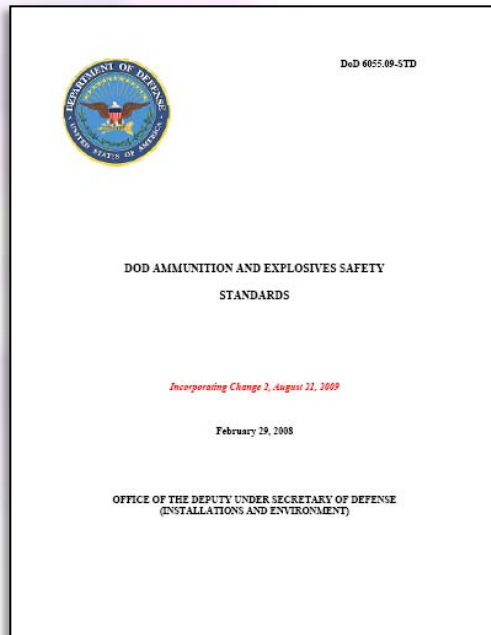 DoD 6055.09-STD
DEPARTMENT OF DEFENSE
UNITED STATES OF AMERICA
DOD AMMUNITION AND EXPLOSIVES SAFETY
STANDARDS
Incorporating Change 2, August 21, 2009
February 29, 2008
OFFICE OF THE DEPUTY UNDER SECRETARY OF DEFENSE
(INSTALLATIONS AND ENVIRONMENT)